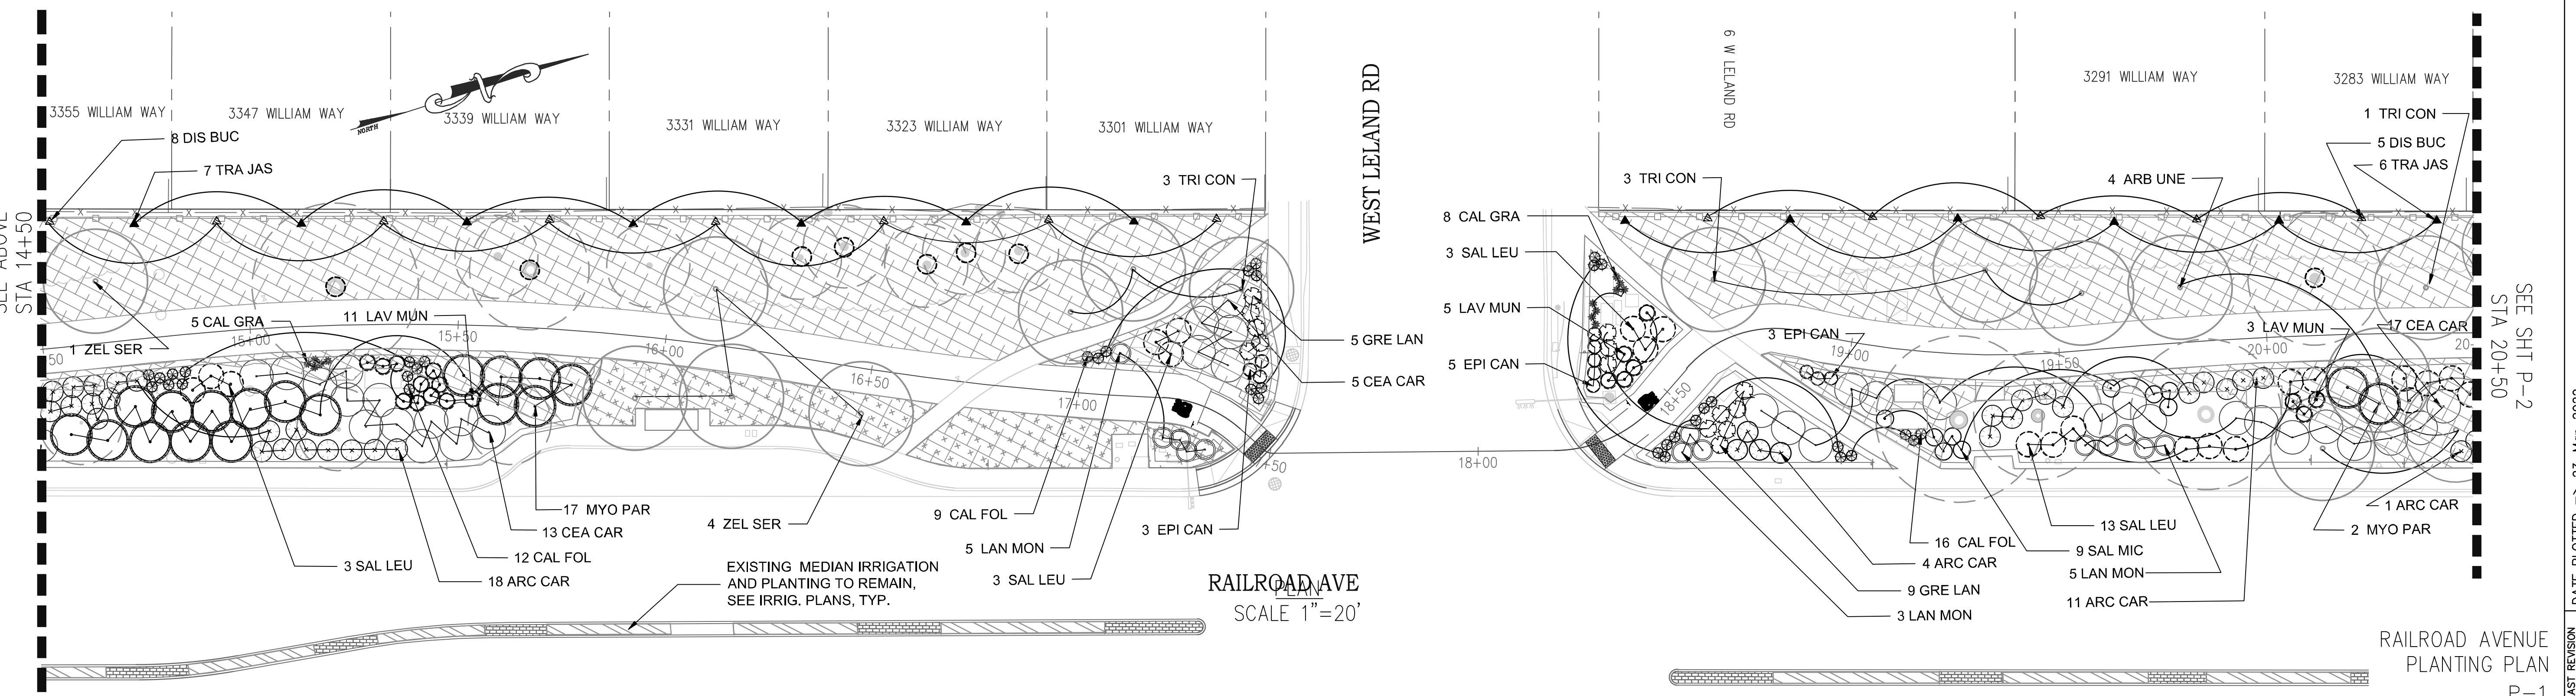 3355 WILLIAM WAY
3347 WILLIAM WAY
3339 WILLIAM WAY
3331 WILLIAM WAY
3323 WILLIAM WAY
3301 WILLIAM WAY
WEST LELAND RD
6 W LELAND RD
3291 WILLIAM WAY
3283 WILLIAM WAY
NORTH
8 DIS BUC
7 TRA JAS
3 TRI CON
3 TRI CON
4 ARB UNE
1 TRI CON
5 DIS BUC
6 TRA JAS
SEE ABOVE
STA 14+50
8 CAL GRA
3 SAL LEU
5 LAV MUN
5 EPI CAN
5 CAL GRA
11 LAV MUN
1 ZEL SER
50
15+00
15+50
16+00
16+50
17+00
+50
18+00
18+50
19+00
19+50
20+00
20
5 GRE LAN
5 CEA CAR
3 EPI CAN
3 LAV MUN
17 CEA CAR
SEE SHT P-2
STA 20+50
17 MYO PAR
13 CEA CAR
12 CAL FOL
18 ARC CAR
3 SAL LEU
4 ZEL SER
9 CAL FOL
5 LAN MON
3 SAL LEU
3 EPI CAN
EXISTING MEDIAN IRRIGATION
AND PLANTING TO REMAIN,
SEE IRRIG. PLANS, TYP.
RAILROAD AVE
PLAN
SCALE 1"=20'
16 CAL FOL
4 ARC CAR
9 GRE LAN
3 LAN MON
13 SAL LEU
9 SAL MIC
5 LAN MON
11 ARC CAR
1 ARC CAR
2 MYO PAR
RAILROAD AVENUE
PLANTING PLAN
P-1
LAST REVISION